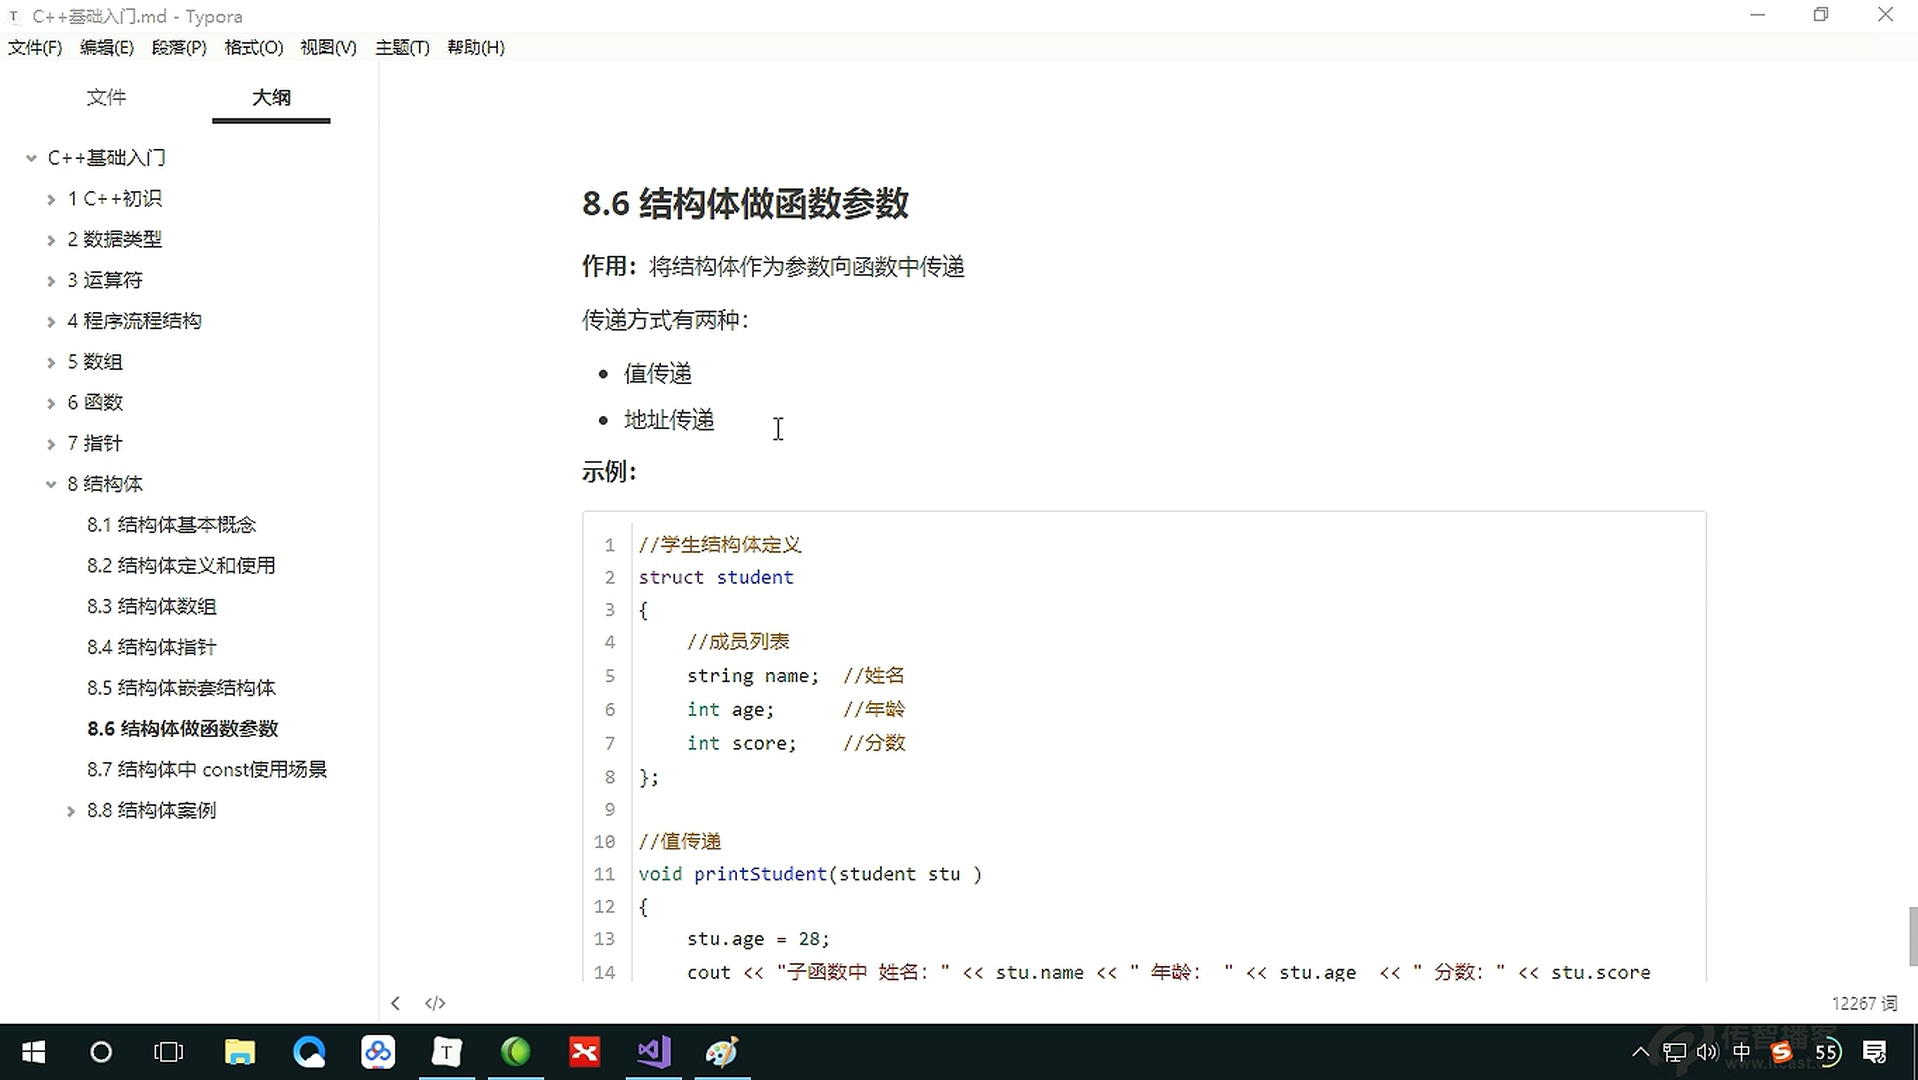 C++基础入门.md - Typora
文件(F) 编辑(E) 段落(P) 格式(O) 视图(V) 主题(T) 帮助(H)
文件 大纲
C++基础入门
1 C++初识
2 数据类型
3 运算符
4 程序流程结构
5 数组
6 函数
7 指针
8 结构体
8.1 结构体基本概念
8.2 结构体定义和使用
8.3 结构体数组
8.4 结构体指针
8.5 结构体嵌套结构体
8.6 结构体做函数参数
8.7 结构体中 const使用场景
8.8 结构体案例
8.6 结构体做函数参数
作用：将结构体作为参数向函数中传递
传递方式有两种：
• 值传递
• 地址传递
示例：
1 //学生结构体定义
2 struct student
3 {
4 //成员列表
5 string name; //姓名
6 int age; //年龄
7 int score; //分数
8 };
9
10 //值传递
11 void printStudent(student stu )
12 {
13 stu.age = 28;
14 cout << "子函数中 姓名：" << stu.name << " 年龄： " << stu.age << " 分数：" << stu.score
12267 词
中
55
传智播客